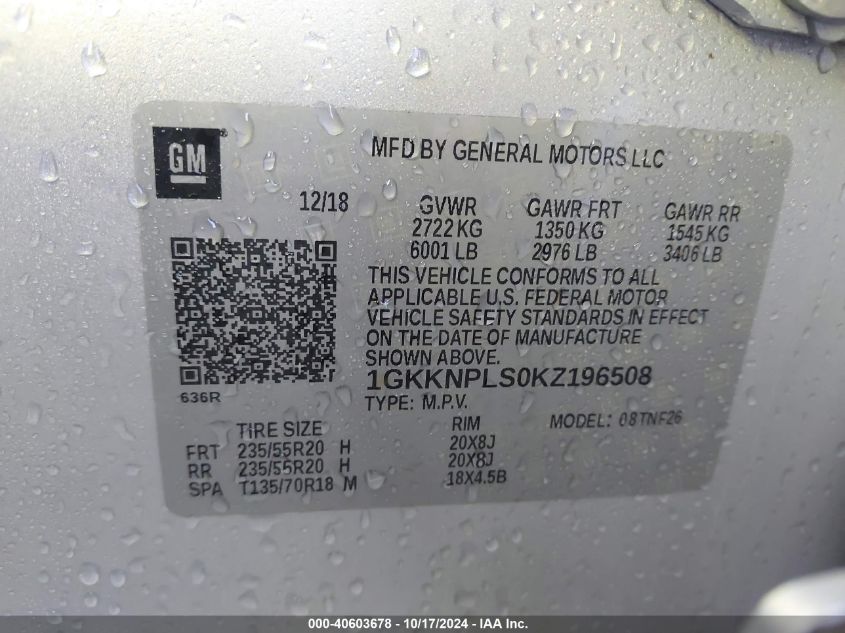 GM®
MFD BY GENERAL MOTORS LLC
12/18
GVWR GAWR FRT GAWR RR
2722 KG 1350 KG 1545 KG
6001 LB 2976 LB 3406 LB
THIS VEHICLE CONFORMS TO ALL
APPLICABLE U.S. FEDERAL MOTOR
VEHICLE SAFETY STANDARDS IN EFFECT
ON THE DATE OF MANUFACTURE
SHOWN ABOVE.
1GKKNPLS0KZ196508
636R
TYPE: M.P.V. MODEL: 08TNF26
TIRE SIZE RIM
FRT 235/55R20 H 20X8J
RR 235/55R20 H 20X8J
SPA T135/70R18 M 18X4.5B
000-40603678 - 10/17/2024 - IAA Inc.